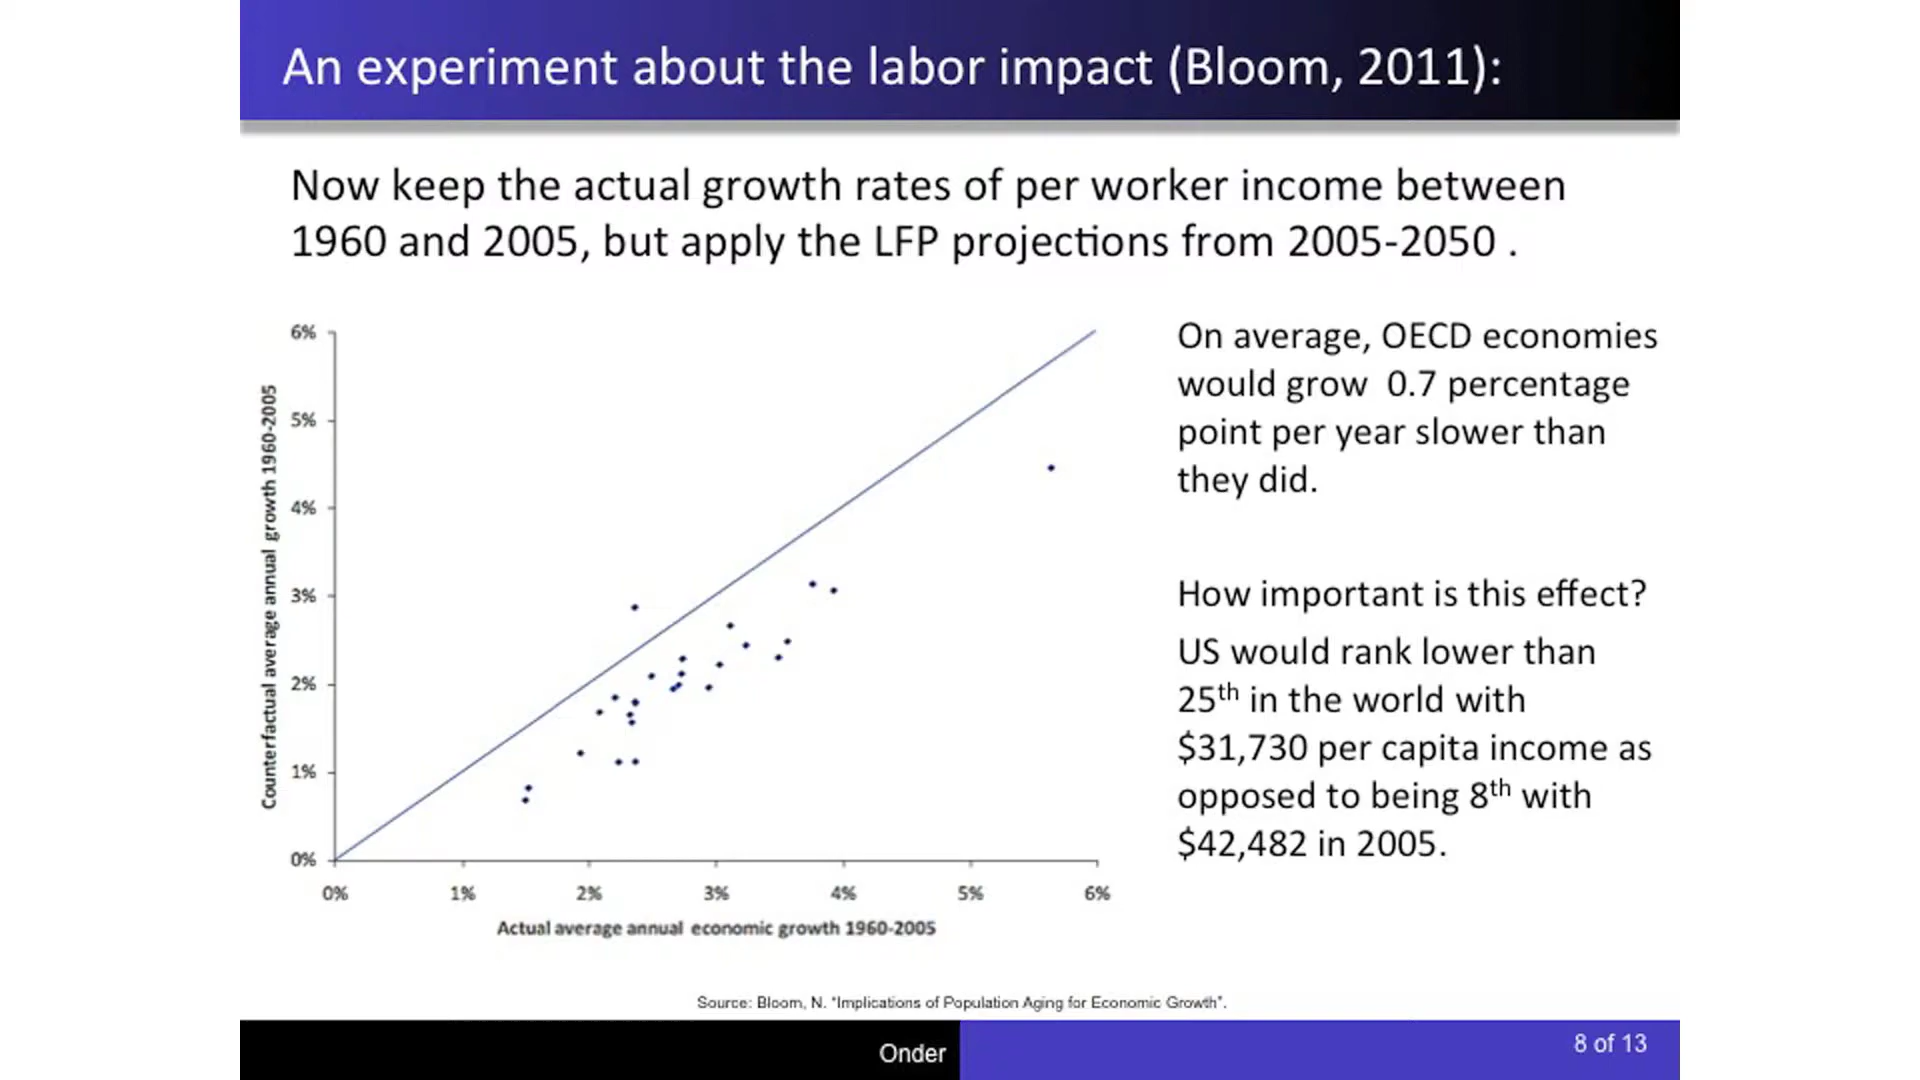 An experiment about the labor impact (Bloom, 2011):
Now keep the actual growth rates of per worker income between
1960 and 2005, but apply the LFP projections from 2005-2050 .
Counterfactual average annual growth 1960-2005
6%
5%
4%
3%
2%
1%
0%
0% 1% 2% 3% 4% 5% 6%
Actual average annual economic growth 1960-2005
On average, OECD economies
would grow 0.7 percentage
point per year slower than
they did.
How important is this effect?
US would rank lower than
25th in the world with
$31,730 per capita income as
opposed to being 8th with
$42,482 in 2005.
Source: Bloom, N. "Implications of Population Aging for Economic Growth".
Onder
8 of 13